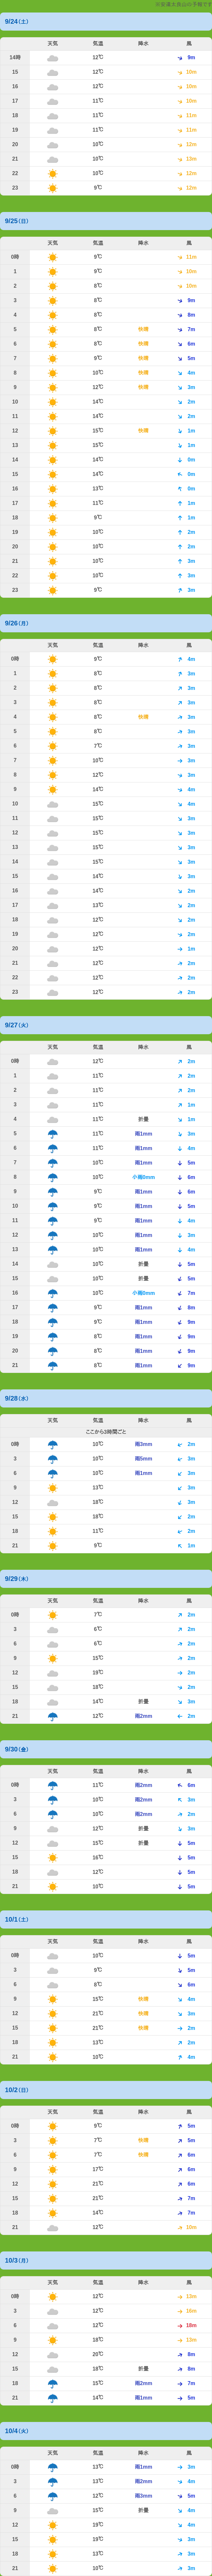 ※安達太良山の予報です
9/24(土)
天気 気温 降水 風
14時 12℃ 9m
15 12℃ 10m
16 12℃ 10m
17 11℃ 10m
18 11℃ 11m
19 11℃ 11m
20 10℃ 12m
21 10℃ 13m
22 10℃ 12m
23 9℃ 12m
9/25(日)
天気 気温 降水 風
0時 9℃ 11m
1 9℃ 10m
2 8℃ 10m
3 8℃ 9m
4 8℃ 8m
5 8℃ 快晴 7m
6 8℃ 快晴 6m
7 9℃ 快晴 5m
8 10℃ 快晴 4m
9 12℃ 快晴 3m
10 14℃ 2m
11 14℃ 2m
12 15℃ 快晴 1m
13 15℃ 1m
14 14℃ 0m
15 14℃ 0m
16 13℃ 0m
17 11℃ 1m
18 9℃ 1m
19 10℃ 2m
20 10℃ 2m
21 10℃ 3m
22 10℃ 3m
23 9℃ 3m
9/26(月)
天気 気温 降水 風
0時 9℃ 4m
1 8℃ 3m
2 8℃ 3m
3 8℃ 3m
4 8℃ 快晴 3m
5 8℃ 3m
6 7℃ 3m
7 10℃ 3m
8 12℃ 3m
9 14℃ 4m
10 15℃ 4m
11 15℃ 3m
12 15℃ 3m
13 15℃ 3m
14 15℃ 3m
15 14℃ 3m
16 14℃ 2m
17 13℃ 2m
18 12℃ 2m
19 12℃ 2m
20 12℃ 1m
21 12℃ 2m
22 12℃ 2m
23 12℃ 2m
9/27(火)
天気 気温 降水 風
0時 12℃ 2m
1 11℃ 2m
2 11℃ 2m
3 11℃ 1m
4 11℃ 折畳 1m
5 11℃ 雨1mm 3m
6 11℃ 雨1mm 4m
7 10℃ 雨1mm 5m
8 10℃ 小雨0mm 6m
9 9℃ 雨1mm 6m
10 9℃ 雨1mm 5m
11 9℃ 雨1mm 4m
12 10℃ 雨1mm 3m
13 10℃ 雨1mm 4m
14 10℃ 折畳 5m
15 10℃ 折畳 5m
16 10℃ 小雨0mm 7m
17 9℃ 雨1mm 8m
18 9℃ 雨1mm 9m
19 8℃ 雨1mm 9m
20 8℃ 雨1mm 9m
21 8℃ 雨1mm 9m
9/28(水)
天気 気温 降水 風
ここから3時間ごと
0時 10℃ 雨3mm 2m
3 10℃ 雨5mm 3m
6 10℃ 雨1mm 3m
9 13℃ 3m
12 18℃ 3m
15 18℃ 2m
18 11℃ 2m
21 9℃ 1m
9/29(木)
天気 気温 降水 風
0時 7℃ 2m
3 6℃ 2m
6 6℃ 2m
9 15℃ 2m
12 19℃ 2m
15 18℃ 2m
18 14℃ 折畳 3m
21 12℃ 雨2mm 2m
9/30(金)
天気 気温 降水 風
0時 11℃ 雨2mm 6m
3 10℃ 雨2mm 3m
6 10℃ 雨2mm 2m
9 12℃ 折畳 3m
12 15℃ 折畳 5m
15 16℃ 5m
18 12℃ 5m
21 10℃ 5m
10/1(土)
天気 気温 降水 風
0時 10℃ 5m
3 9℃ 5m
6 8℃ 6m
9 15℃ 快晴 4m
12 21℃ 快晴 3m
15 21℃ 快晴 2m
18 13℃ 2m
21 10℃ 4m
10/2(日)
天気 気温 降水 風
0時 9℃ 5m
3 7℃ 快晴 5m
6 7℃ 快晴 6m
9 17℃ 6m
12 21℃ 6m
15 21℃ 7m
18 14℃ 7m
21 12℃ 10m
10/3(月)
天気 気温 降水 風
0時 12℃ 13m
3 12℃ 16m
6 12℃ 18m
9 18℃ 13m
12 20℃ 8m
15 18℃ 折畳 8m
18 15℃ 雨2mm 7m
21 14℃ 雨1mm 5m
10/4(火)
天気 気温 降水 風
0時 13℃ 雨1mm 3m
3 13℃ 雨2mm 4m
6 12℃ 雨3mm 5m
9 15℃ 折畳 4m
12 19℃ 4m
15 19℃ 3m
18 13℃ 3m
21 10℃ 3m